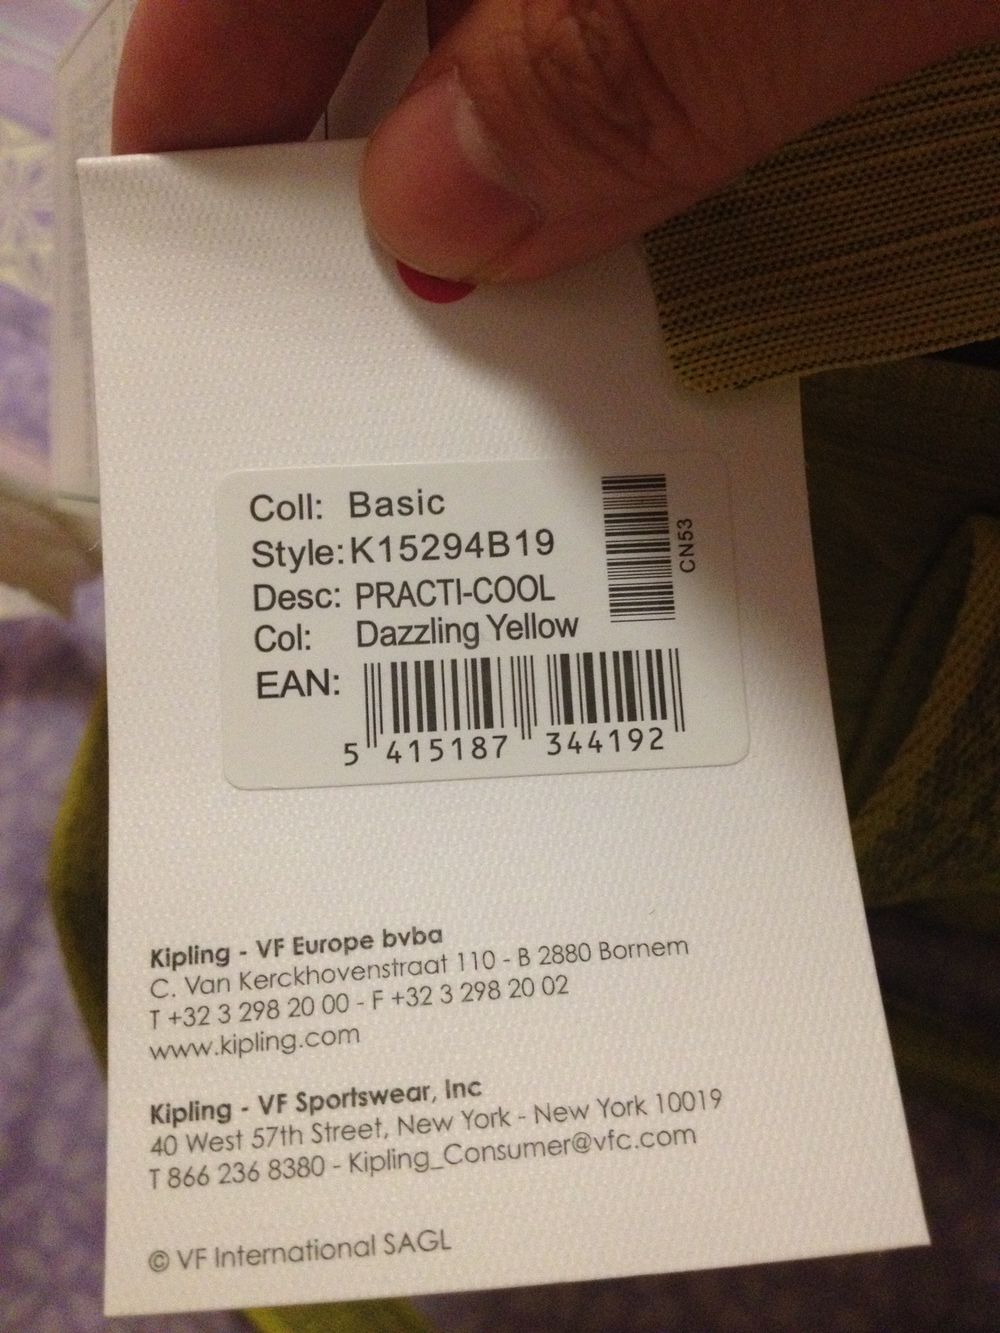 Coll: Basic
Style: K15294B19
Desc: PRACTI-COOL
Col: Dazzling Yellow
EAN:
5 415187 344192
CN53
Kipling - VF Europe bvba
C. Van Kerckhovenstraat 110 - B 2880 Bornem
T +32 3 298 20 00 - F +32 3 298 20 02
www.kipling.com
Kipling - VF Sportswear, Inc
40 West 57th Street, New York - New York 10019
T 866 236 8380 - Kipling_Consumer@vfc.com
© VF International SAGL